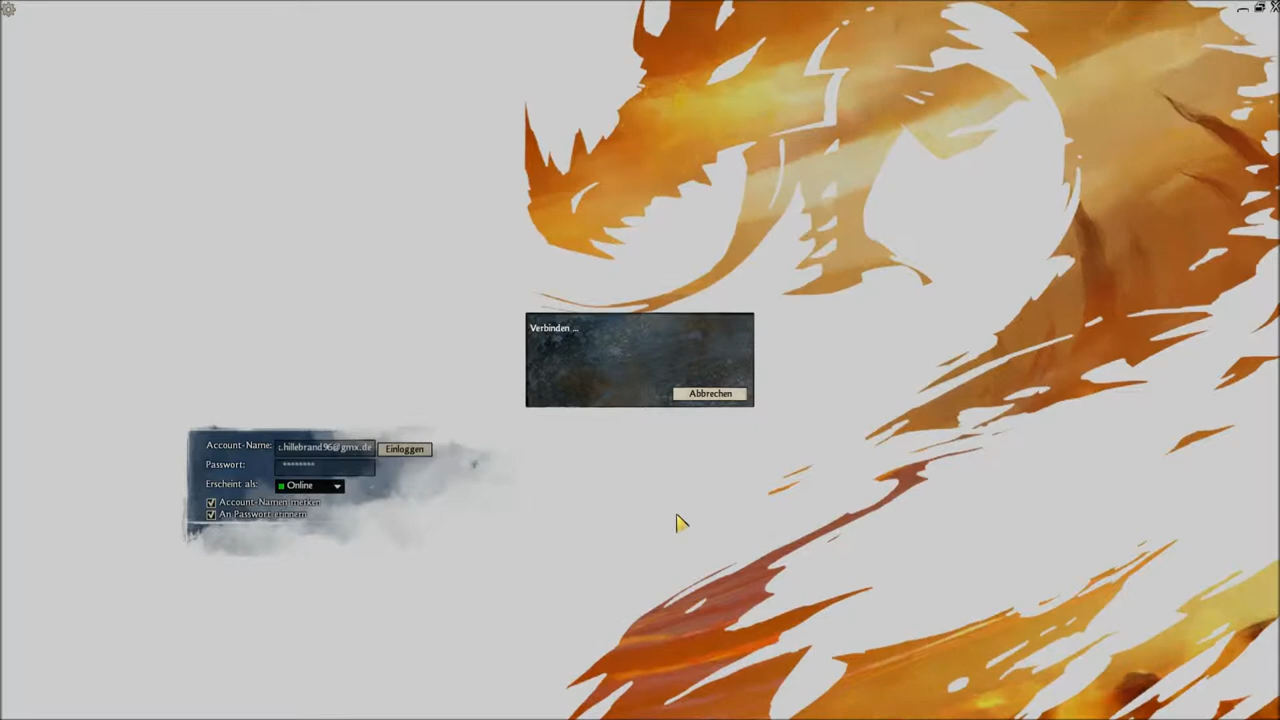 Verbinden ...
Abbrechen
Account-Name: t.hillebrand96@gmx.de Einloggen
Passwort: ********
Erscheint als: Online
Account-Namen merken
An Passwort erinnern